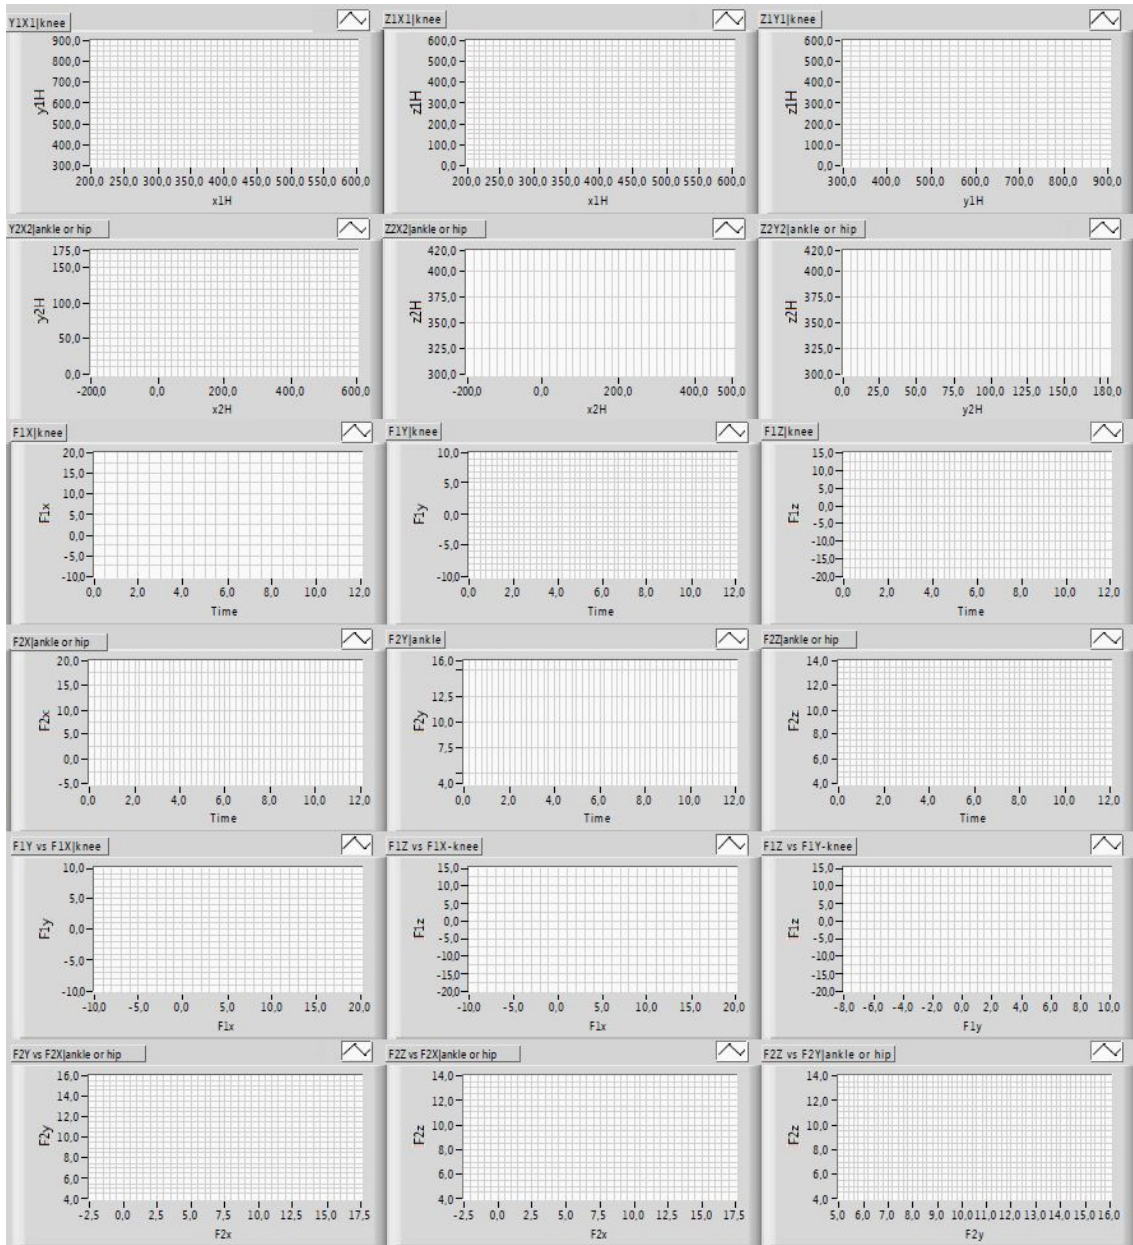 Y1X1|knee
900,0
800,0
700,0
600,0
500,0
400,0
300,0
y1H
200,0 250,0 300,0 350,0 400,0 450,0 500,0 550,0 600,0
x1H
Z1X1|knee
600,0
500,0
400,0
300,0
200,0
100,0
0,0
z1H
200,0 250,0 300,0 350,0 400,0 450,0 500,0 550,0 600,0
x1H
Z1Y1|knee
600,0
500,0
400,0
300,0
200,0
100,0
0,0
z1H
300,0 400,0 500,0 600,0 700,0 800,0 900,0
y1H
Y2X2|ankle or hip
175,0
150,0
100,0
50,0
0,0
y2H
-200,0 0,0 200,0 400,0 600,0
x2H
Z2X2|ankle or hip
420,0
400,0
375,0
350,0
325,0
300,0
z2H
-200,0 0,0 200,0 400,0 500,0
x2H
Z2Y2|ankle or hip
420,0
400,0
375,0
350,0
325,0
300,0
z2H
0,0 25,0 50,0 75,0 100,0 125,0 150,0 180,0
y2H
F1X|knee
20,0
15,0
10,0
5,0
0,0
-5,0
-10,0
F1x
0,0 2,0 4,0 6,0 8,0 10,0 12,0
Time
F1Y|knee
10,0
5,0
0,0
-5,0
-10,0
F1y
0,0 2,0 4,0 6,0 8,0 10,0 12,0
Time
F1Z|knee
15,0
10,0
5,0
0,0
-5,0
-10,0
-15,0
-20,0
F1z
0,0 2,0 4,0 6,0 8,0 10,0 12,0
Time
F2X|ankle or hip
20,0
15,0
10,0
5,0
0,0
-5,0
F2x
0,0 2,0 4,0 6,0 8,0 10,0 12,0
Time
F2Y|ankle
16,0
12,5
10,0
7,5
4,0
F2y
0,0 2,0 4,0 6,0 8,0 10,0 12,0
Time
F2Z|ankle or hip
14,0
12,0
10,0
8,0
6,0
4,0
F2z
0,0 2,0 4,0 6,0 8,0 10,0 12,0
Time
F1Y vs F1X|knee
10,0
5,0
0,0
-5,0
-10,0
F1y
-10,0 -5,0 0,0 5,0 10,0 15,0 20,0
F1x
F1Z vs F1X-knee
15,0
10,0
5,0
0,0
-5,0
-10,0
-15,0
-20,0
F1z
-10,0 -5,0 0,0 5,0 10,0 15,0 20,0
F1x
F1Z vs F1Y-knee
15,0
10,0
5,0
0,0
-5,0
-10,0
-15,0
-20,0
F1z
-8,0 -6,0 -4,0 -2,0 0,0 2,0 4,0 6,0 8,0 10,0
F1y
F2Y vs F2X|ankle or hip
16,0
14,0
12,0
10,0
8,0
6,0
4,0
F2y
-2,5 0,0 2,5 5,0 7,5 10,0 12,5 15,0 17,5
F2x
F2Z vs F2X|ankle or hip
14,0
12,0
10,0
8,0
6,0
4,0
F2z
-2,5 0,0 2,5 5,0 7,5 10,0 12,5 15,0 17,5
F2x
F2Z vs F2Y|ankle or hip
14,0
12,0
10,0
8,0
6,0
4,0
F2z
5,0 6,0 7,0 8,0 9,0 10,0 11,0 12,0 13,0 14,0 15,0 16,0
F2y